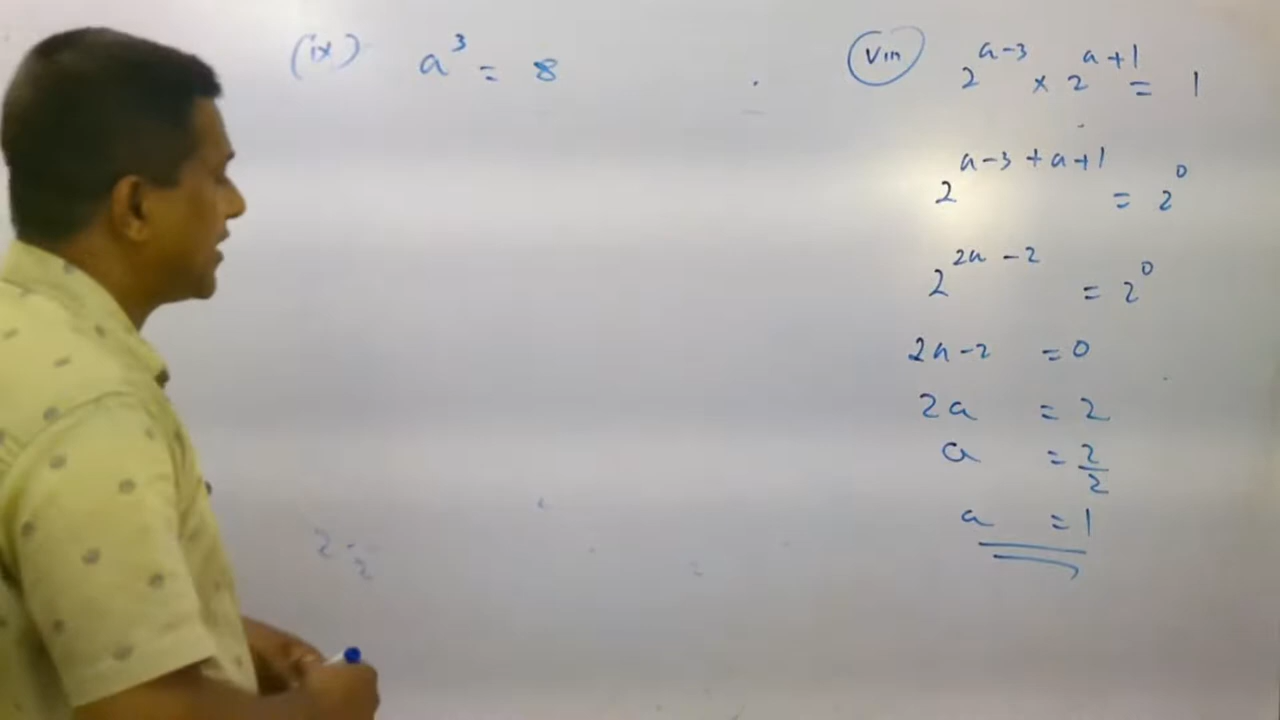 (ix) a³ = 8
(viii) 2^(a-3) × 2^(a+1) = 1
2^(a-3+a+1) = 2⁰
2^(2a-2) = 2⁰
2a-2 = 0
2a = 2
a = 2/2
a = 1